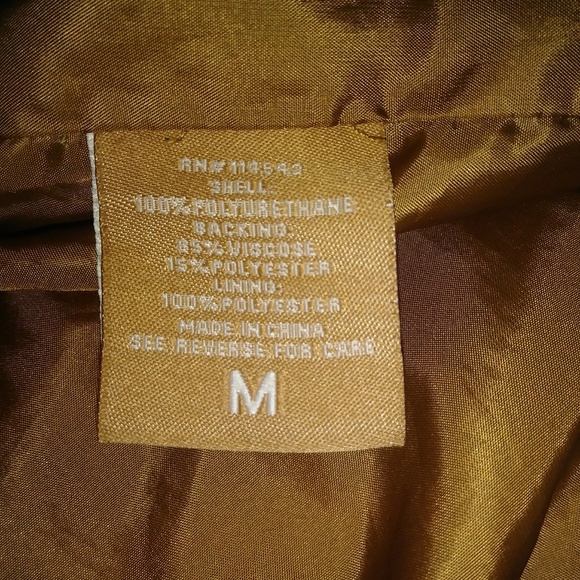 RN# 114543
SHELL:
100% POLYURETHANE
BACKING:
85% VISCOSE
15% POLYESTER
LINING:
100% POLYESTER
MADE IN CHINA
SEE REVERSE FOR CARE
M